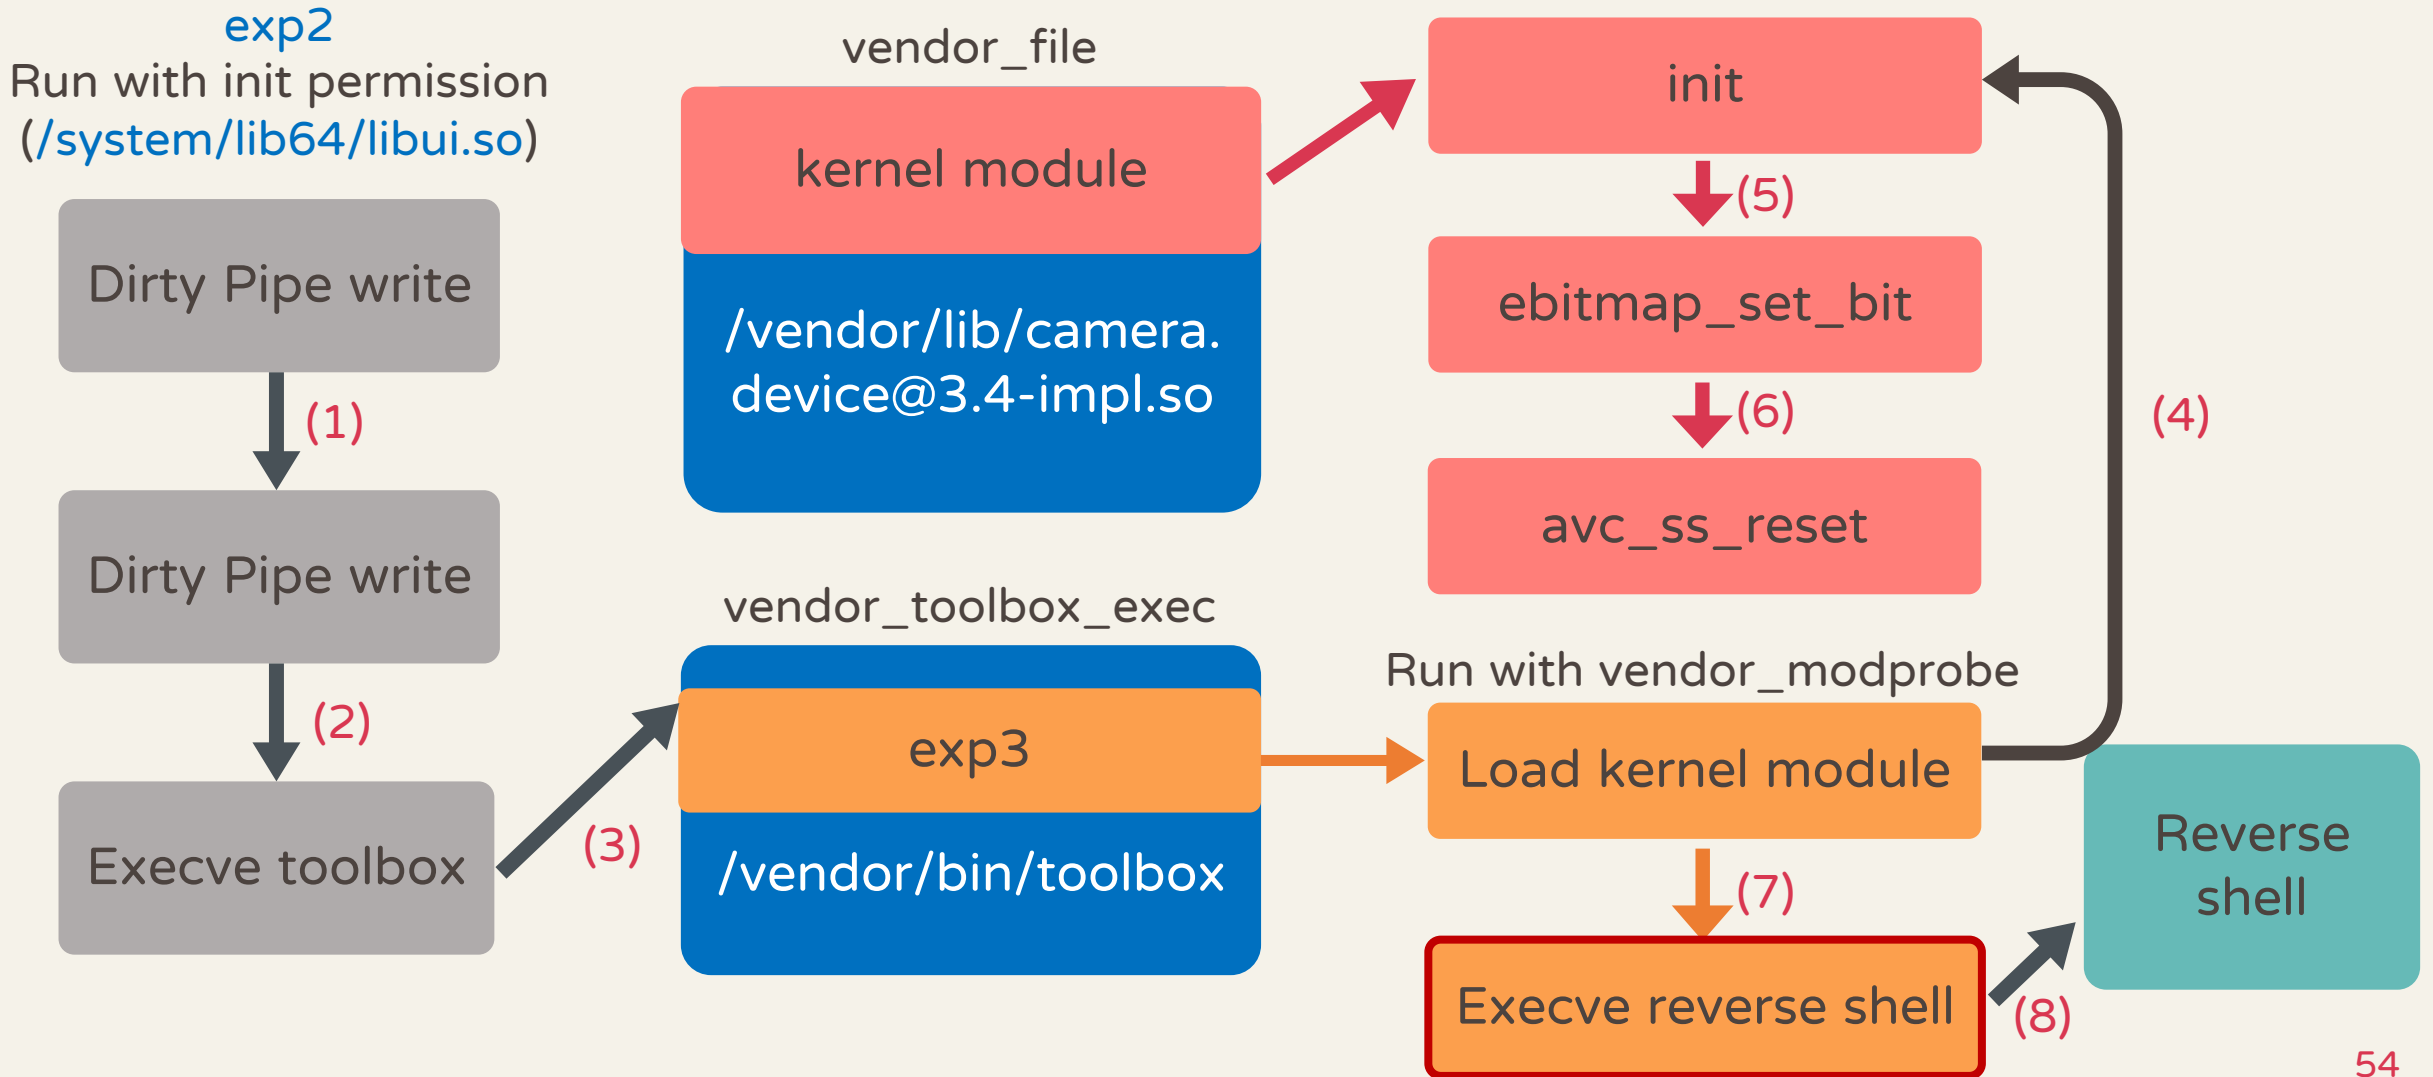 exp2
Run with init permission
(/system/lib64/libui.so)
Dirty Pipe write
(1)
Dirty Pipe write
(2)
Execve toolbox
(3)
vendor_file
kernel module
/vendor/lib/camera.
device@3.4-impl.so
vendor_toolbox_exec
exp3
/vendor/bin/toolbox
init
(5)
ebitmap_set_bit
(6)
avc_ss_reset
(4)
Run with vendor_modprobe
Load kernel module
(7)
Execve reverse shell
(8)
Reverse
shell
54